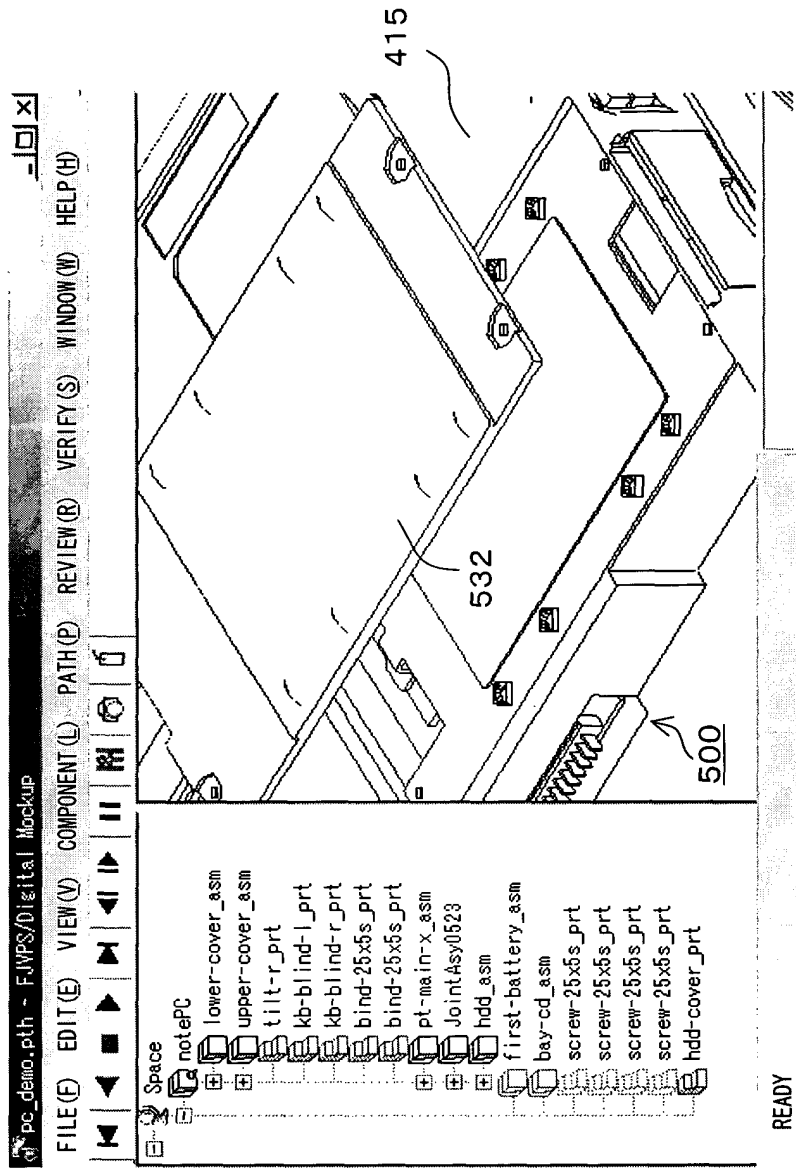 pc_demo.pth - FJVPS/Digital Mockup
FILE(F) EDIT(E) VIEW(V) COMPONENT(L) PATH(P) REVIEW(R) VERIFY(S) WINDOW(W) HELP(H)
Space
notePC
lower-cover_asm
upper-cover_asm
tilt-r_prt
kb-blind-l_prt
kb-blind-r_prt
bind-25x5s_prt
bind-25x5s_prt
pt-main-x_asm
JointAsy0523
hdd_asm
first-battery_asm
bay-cd_asm
screw-25x5s_prt
screw-25x5s_prt
screw-25x5s_prt
screw-25x5s_prt
hdd-cover_prt
415
532
500
READY